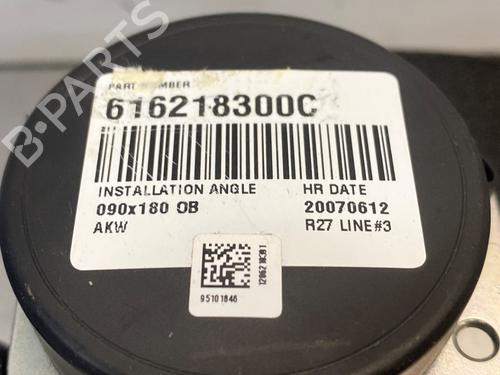 B-PARTS
PART NUMBER
616218300C
INSTALLATION ANGLE HR DATE
090x180 OB 20070612
AKW R27 LINE#3
95101846